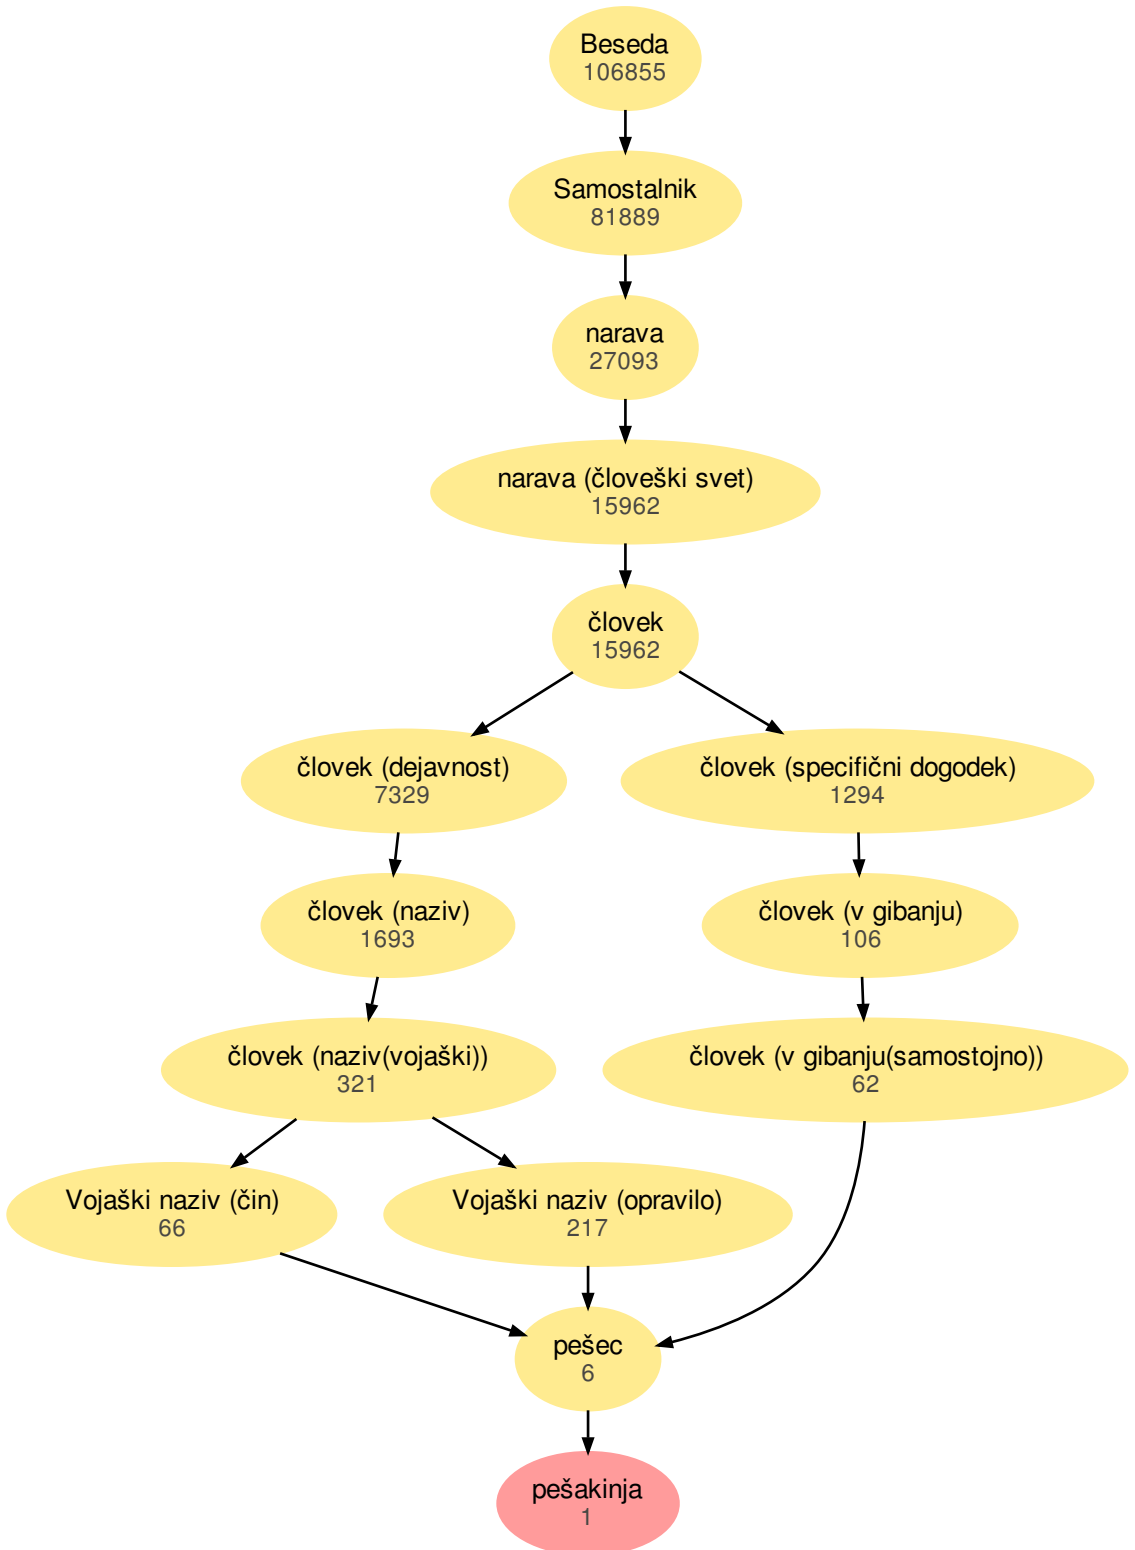 Beseda
106855
Samostalnik
81889
narava
27093
narava (človeški svet)
15962
človek
15962
človek (dejavnost)
7329
človek (specifični dogodek)
1294
človek (naziv)
1693
človek (v gibanju)
106
človek (naziv(vojaški))
321
človek (v gibanju(samostojno))
62
Vojaški naziv (čin)
66
Vojaški naziv (opravilo)
217
pešec
6
pešakinja
1